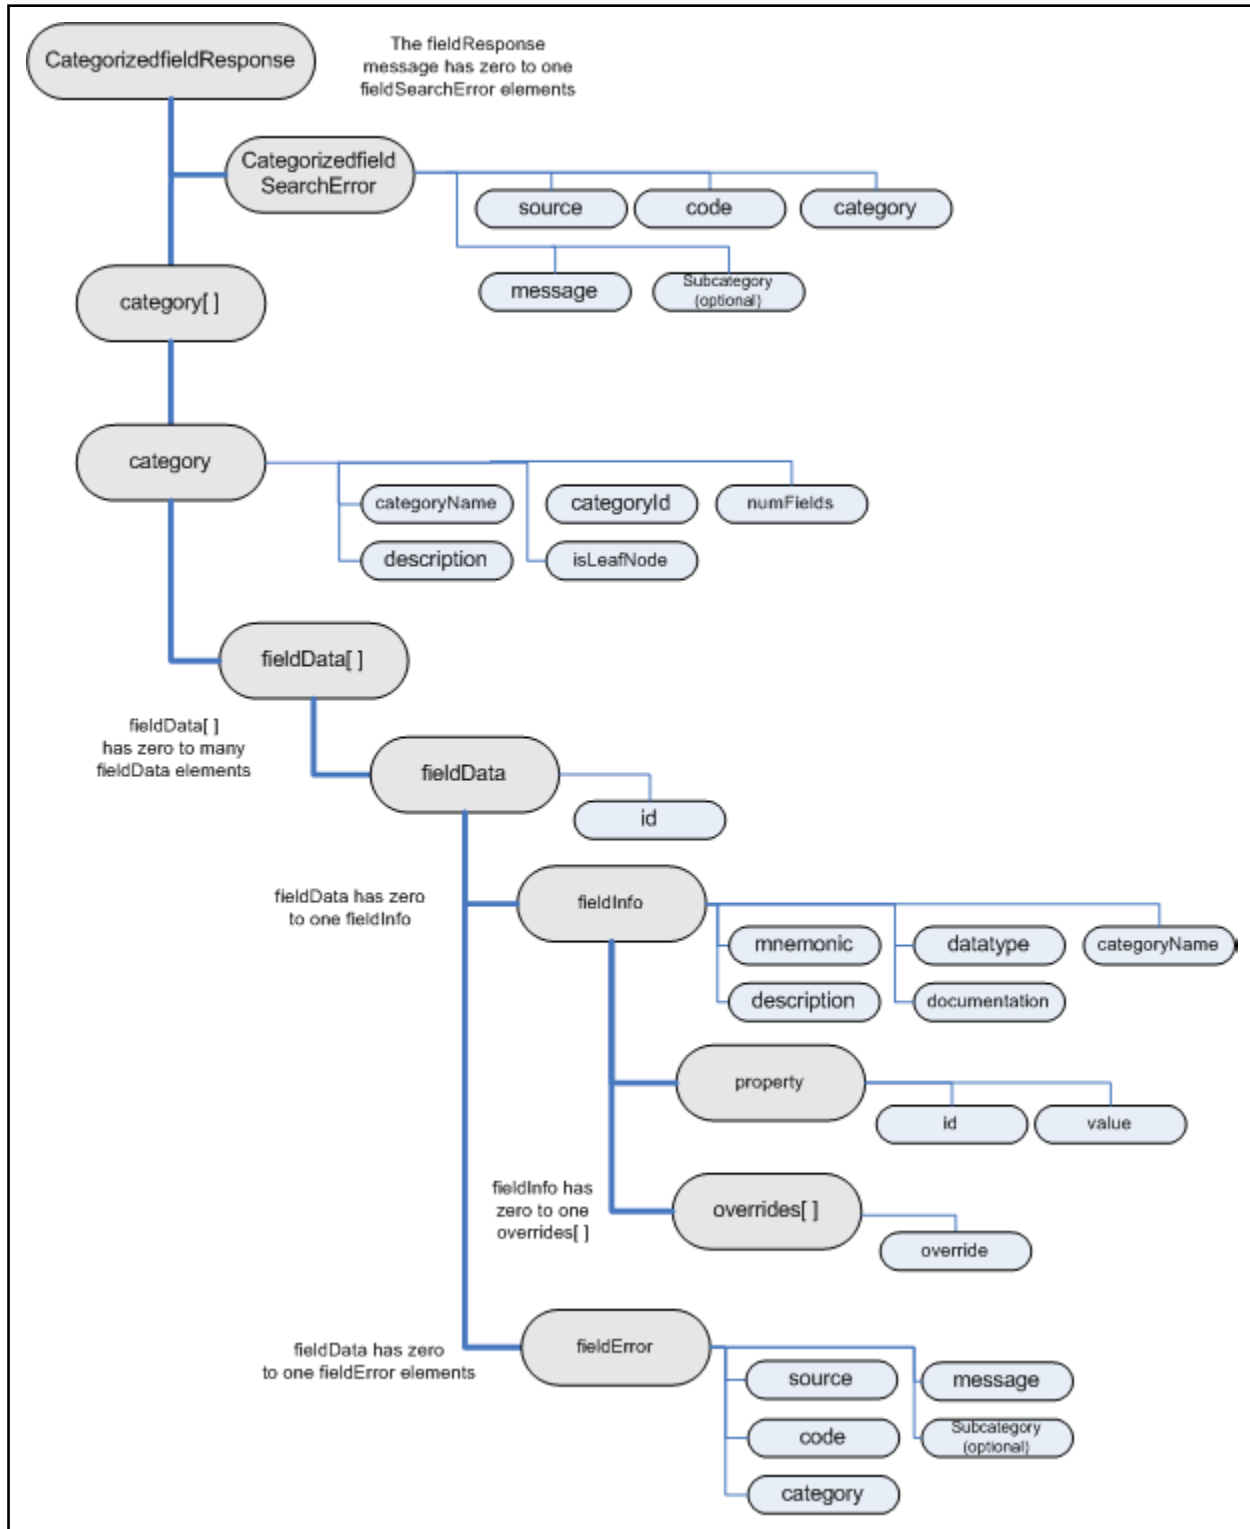 CategorizedfieldResponse
The fieldResponse
message has zero to one
fieldSearchError elements
Categorizedfield
SearchError
source
code
category
message
Subcategory
(optional)
category[ ]
category
categoryName
categoryId
numFields
description
isLeafNode
fieldData[ ]
fieldData[ ]
has zero to many
fieldData elements
fieldData
id
fieldData has zero
to one fieldInfo
fieldInfo
mnemonic
datatype
categoryName
description
documentation
property
id
value
fieldInfo has
zero to one
overrides[ ]
overrides[ ]
override
fieldData has zero
to one fieldError elements
fieldError
source
message
code
Subcategory
(optional)
category